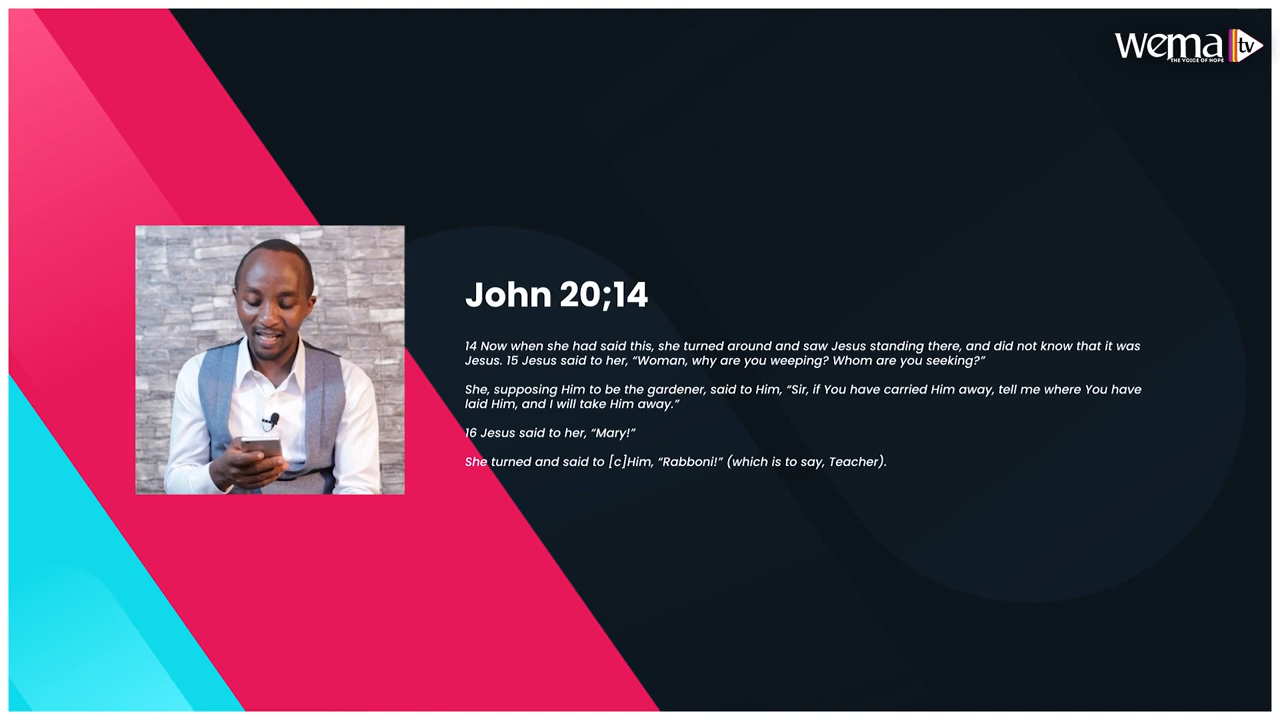 wema tv
THE VOICE OF HOPE
John 20;14
14 Now when she had said this, she turned around and saw Jesus standing there, and did not know that it was
Jesus. 15 Jesus said to her, “Woman, why are you weeping? Whom are you seeking?”
She, supposing Him to be the gardener, said to Him, “Sir, if You have carried Him away, tell me where You have
laid Him, and I will take Him away.”
16 Jesus said to her, “Mary!”
She turned and said to [c]Him, “Rabboni!” (which is to say, Teacher).